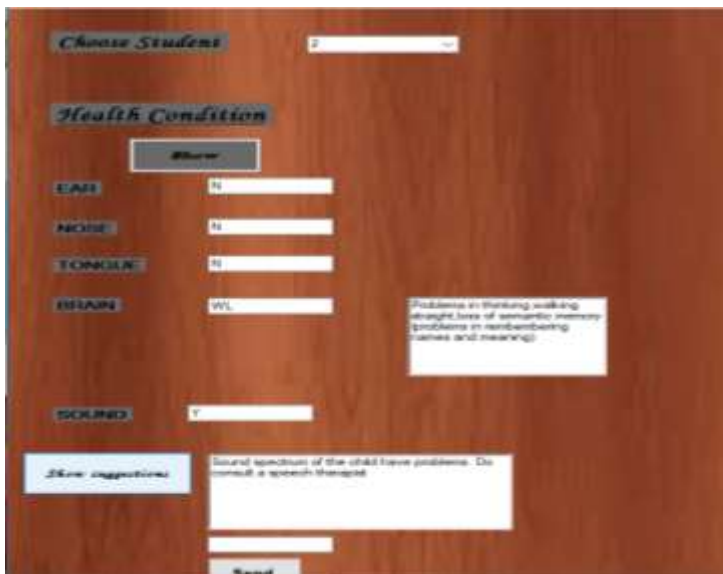 Choose Student 2
Health Condition
Show
EAR N
NOSE N
TONGUE N
BRAIN WL
Problems in thinking,walking
straight,loss of semantic memory
(problems in rembembering
names and meaning)
SOUND Y
Show suggestions
Sound spectrum of the child have problems. Do
consult a speech therapist
Send